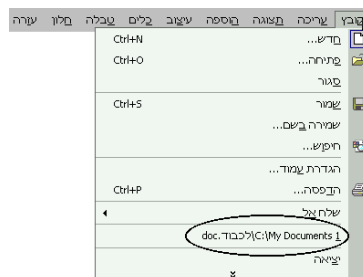 קובץ עריכה תצוגה הוספה עיצוב כלים טבלה חלון עזרה
חדש... Ctrl+N
פתיחה... Ctrl+O
סגור
שמור Ctrl+S
שמירה בשם...
חיפוש...
הגדרת עמוד...
הדפסה... Ctrl+P
שלח אל
1 C:\My Documents\לכבוד.doc
יציאה